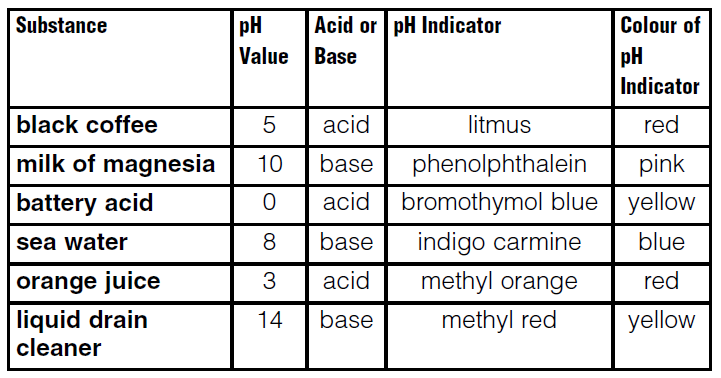 Substance pH Value Acid or Base pH Indicator Colour of pH Indicator
black coffee 5 acid litmus red
milk of magnesia 10 base phenolphthalein pink
battery acid 0 acid bromothymol blue yellow
sea water 8 base indigo carmine blue
orange juice 3 acid methyl orange red
liquid drain cleaner 14 base methyl red yellow